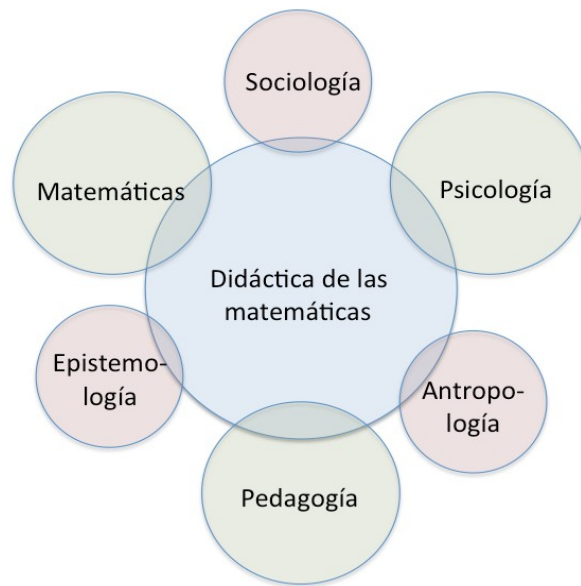 Sociología
Matemáticas
Psicología
Didáctica de las
matemáticas
Epistemo-
logía
Antropo-
logía
Pedagogía